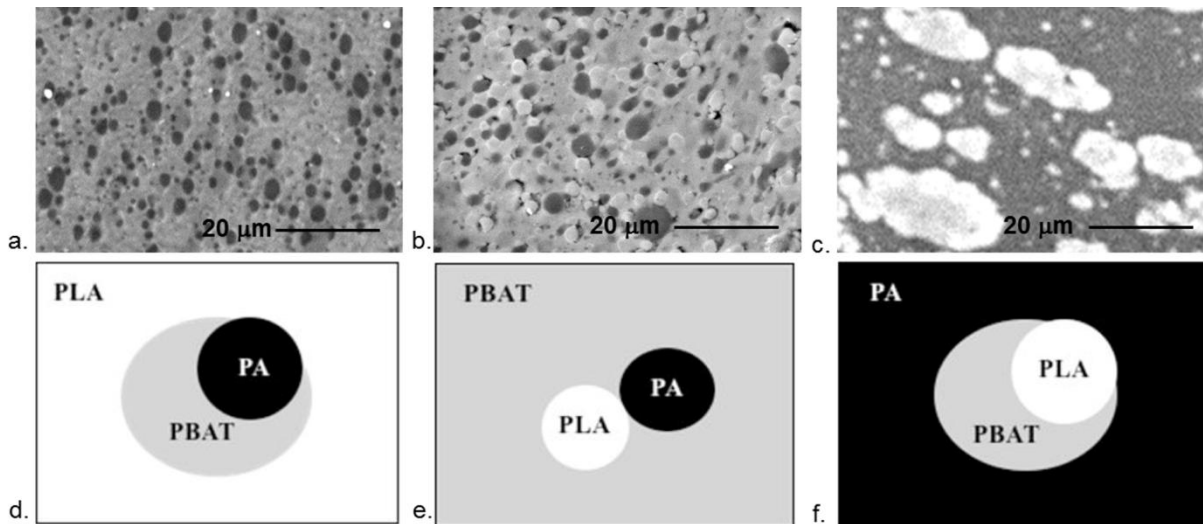 a.
20 μm
b.
20 μm
c.
20 μm
d.
PLA
PA
PBAT
e.
PBAT
PA
PLA
f.
PA
PLA
PBAT